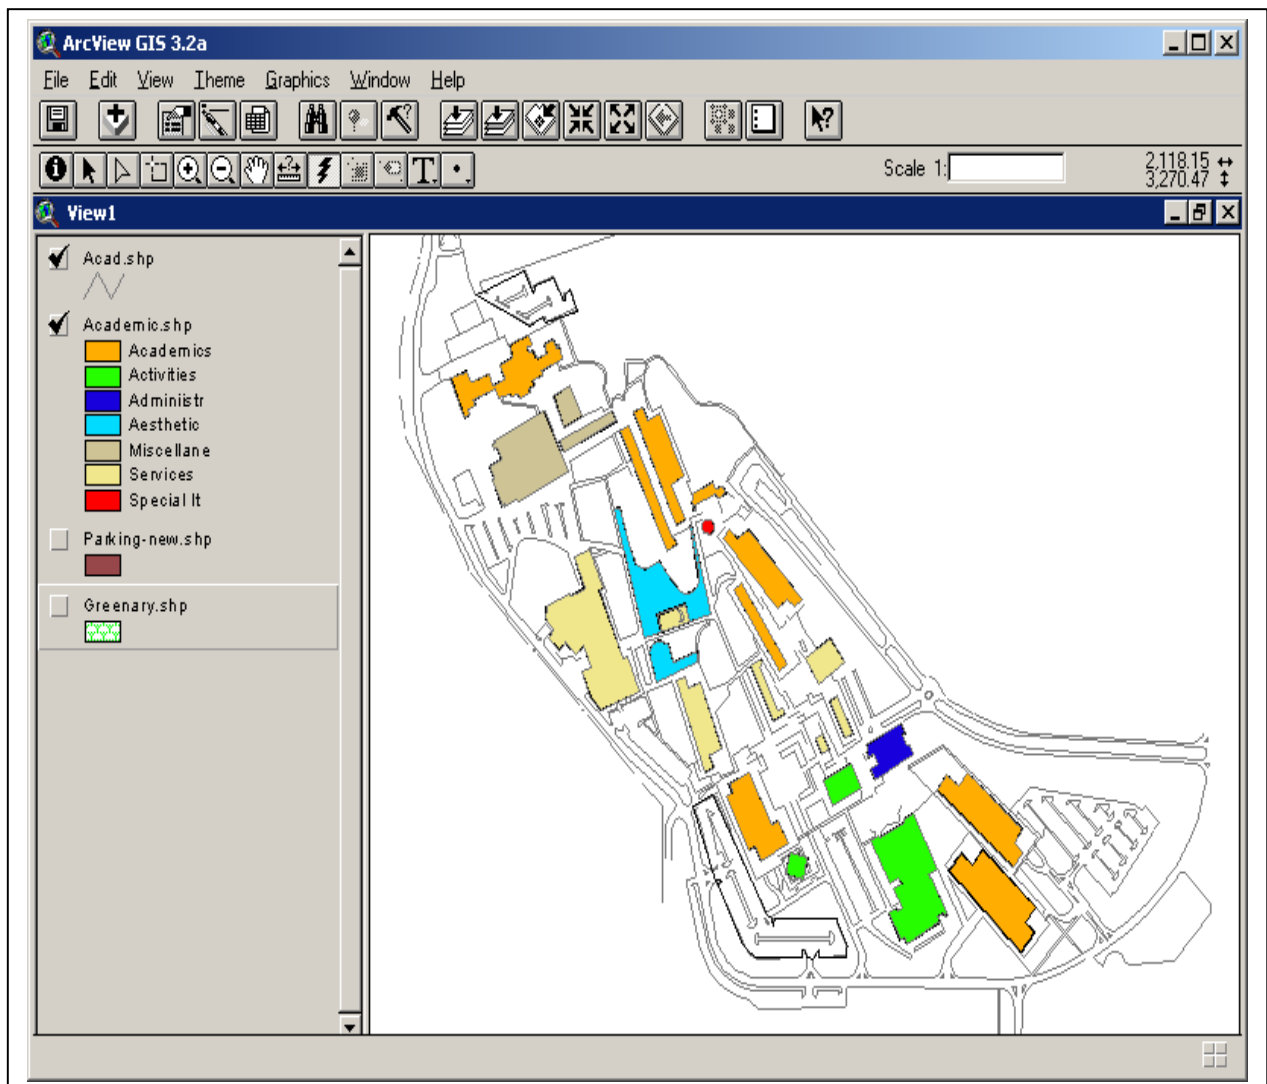 ArcView GIS 3.2a
File Edit View Theme Graphics Window Help
T
Scale 1:
2,118.15
3,270.47
View1
Acad.shp
Academic.shp
Academics
Activities
Administr
Aesthetic
Miscellane
Services
Special It
Parking-new.shp
Greenary.shp